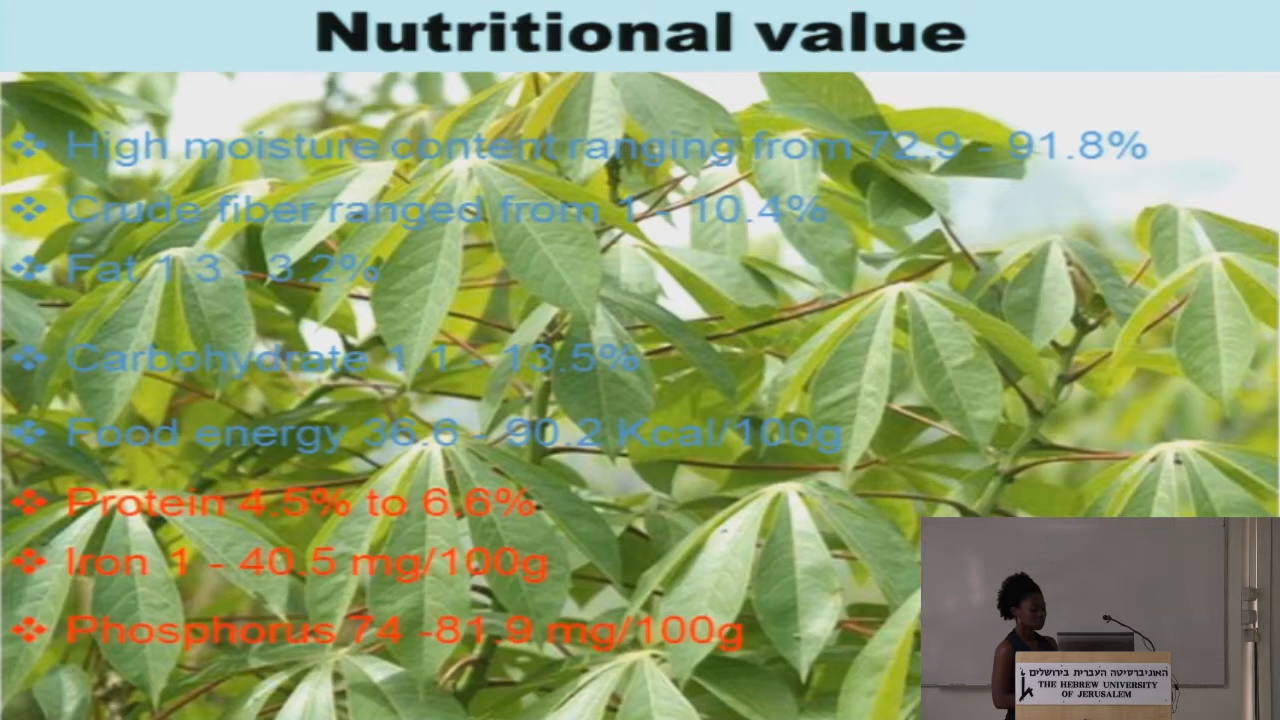 Nutritional value
❖ High moisture content ranging from 72.9 - 91.8%
❖ Crude fiber ranged from 1 - 10.4%
❖ Fat 1.3 - 3.2%
❖ Carbohydrate 1.1 - 13.5%
❖ Food energy 36.6 - 90.2 Kcal/100g
❖ Protein 4.5% to 6.6%
❖ Iron 1 - 40.5 mg/100g
❖ Phosphorus 74 -81.9 mg/100g
האוניברסיטה העברית בירושלים
THE HEBREW UNIVERSITY
OF JERUSALEM